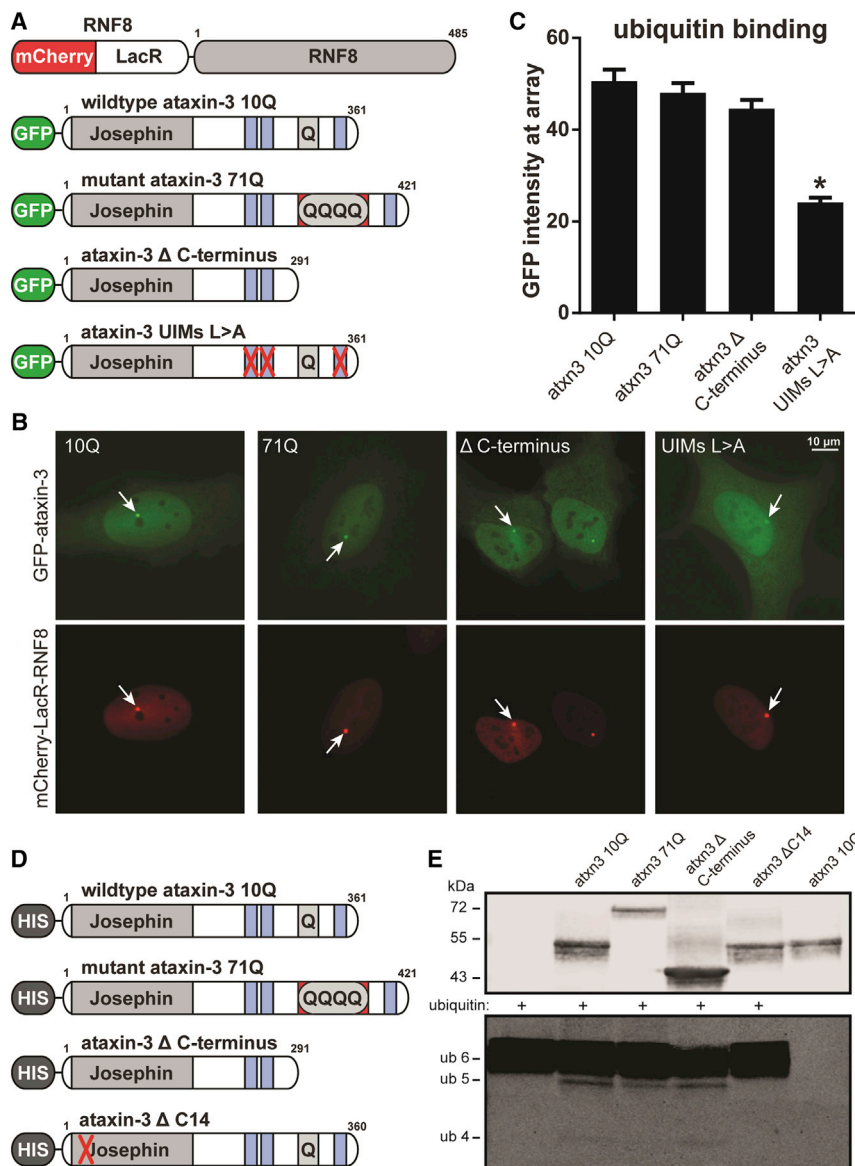 A
RNF8
1
485
mCherry
LacR
RNF8
wildtype ataxin-3 10Q
1
361
GFP
Josephin
Q
mutant ataxin-3 71Q
1
421
GFP
Josephin
QQQQ
ataxin-3 Δ C-terminus
1
291
GFP
Josephin
ataxin-3 UIMs L>A
1
361
GFP
Josephin
Q
C
ubiquitin binding
GFP intensity at array
60
40
20
0
*
atxn3 10Q
atxn3 71Q
atxn3 Δ
C-terminus
atxn3
UIMs L>A
B
GFP-ataxin-3
mCherry-LacR-RNF8
10Q
71Q
Δ C-terminus
UIMs L>A
10 µm
D
wildtype ataxin-3 10Q
1
361
HIS
Josephin
Q
mutant ataxin-3 71Q
1
421
HIS
Josephin
QQQQ
ataxin-3 Δ C-terminus
1
291
HIS
Josephin
ataxin-3 Δ C14
1
360
HIS
Josephin
Q
E
atxn3 10Q
atxn3 71Q
atxn3 Δ
C-terminus
atxn3 ΔC14
atxn3 10Q
kDa
72
55
43
ubiquitin: + + + + +
ub 6
ub 5
ub 4